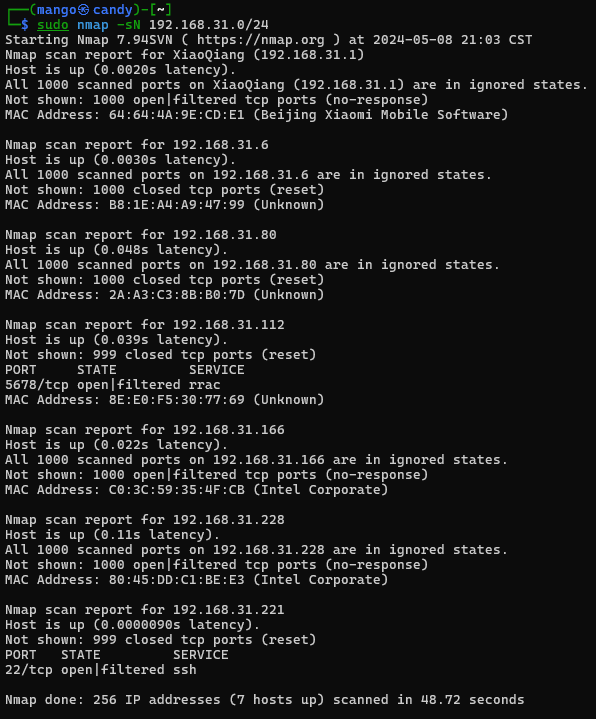 ┌──(mango㉿candy)-[~]
└─$ sudo nmap -sN 192.168.31.0/24
Starting Nmap 7.94SVN ( https://nmap.org ) at 2024-05-08 21:03 CST
Nmap scan report for XiaoQiang (192.168.31.1)
Host is up (0.0020s latency).
All 1000 scanned ports on XiaoQiang (192.168.31.1) are in ignored states.
Not shown: 1000 open|filtered tcp ports (no-response)
MAC Address: 64:64:4A:9E:CD:E1 (Beijing Xiaomi Mobile Software)

Nmap scan report for 192.168.31.6
Host is up (0.0030s latency).
All 1000 scanned ports on 192.168.31.6 are in ignored states.
Not shown: 1000 closed tcp ports (reset)
MAC Address: B8:1E:A4:A9:47:99 (Unknown)

Nmap scan report for 192.168.31.80
Host is up (0.048s latency).
All 1000 scanned ports on 192.168.31.80 are in ignored states.
Not shown: 1000 closed tcp ports (reset)
MAC Address: 2A:A3:C3:8B:B0:7D (Unknown)

Nmap scan report for 192.168.31.112
Host is up (0.039s latency).
Not shown: 999 closed tcp ports (reset)
PORT     STATE         SERVICE
5678/tcp open|filtered rrac
MAC Address: 8E:E0:F5:30:77:69 (Unknown)

Nmap scan report for 192.168.31.166
Host is up (0.022s latency).
All 1000 scanned ports on 192.168.31.166 are in ignored states.
Not shown: 1000 open|filtered tcp ports (no-response)
MAC Address: C0:3C:59:35:4F:CB (Intel Corporate)

Nmap scan report for 192.168.31.228
Host is up (0.11s latency).
All 1000 scanned ports on 192.168.31.228 are in ignored states.
Not shown: 1000 open|filtered tcp ports (no-response)
MAC Address: 80:45:DD:C1:BE:E3 (Intel Corporate)

Nmap scan report for 192.168.31.221
Host is up (0.0000090s latency).
Not shown: 999 closed tcp ports (reset)
PORT   STATE         SERVICE
22/tcp open|filtered ssh

Nmap done: 256 IP addresses (7 hosts up) scanned in 48.72 seconds